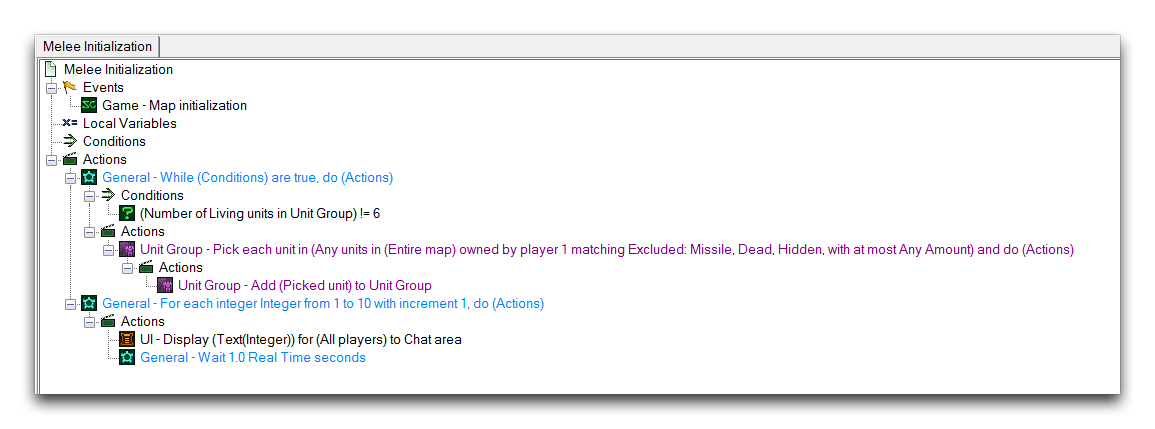 Melee Initialization
Melee Initialization
Events
Game - Map initialization
Local Variables
Conditions
Actions
General - While (Conditions) are true, do (Actions)
Conditions
(Number of Living units in Unit Group) != 6
Actions
Unit Group - Pick each unit in (Any units in (Entire map) owned by player 1 matching Excluded: Missile, Dead, Hidden, with at most Any Amount) and do (Actions)
Actions
Unit Group - Add (Picked unit) to Unit Group
General - For each integer Integer from 1 to 10 with increment 1, do (Actions)
Actions
UI - Display (Text(Integer)) for (All players) to Chat area
General - Wait 1.0 Real Time seconds